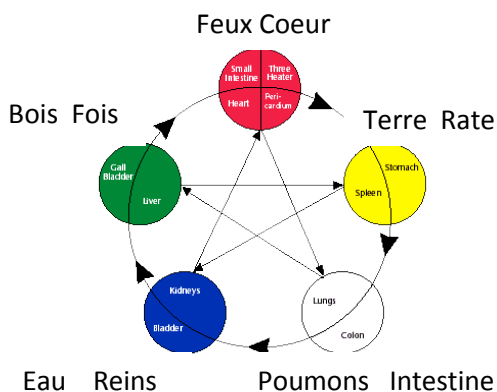 Feux Coeur
Small
Intestine
Three
Heater
Heart
Peri-
cardium
Bois Fois
Terre Rate
Gall
Bladder
Liver
Stomach
Spleen
Kidneys
Bladder
Lungs
Colon
Eau Reins
Poumons Intestine